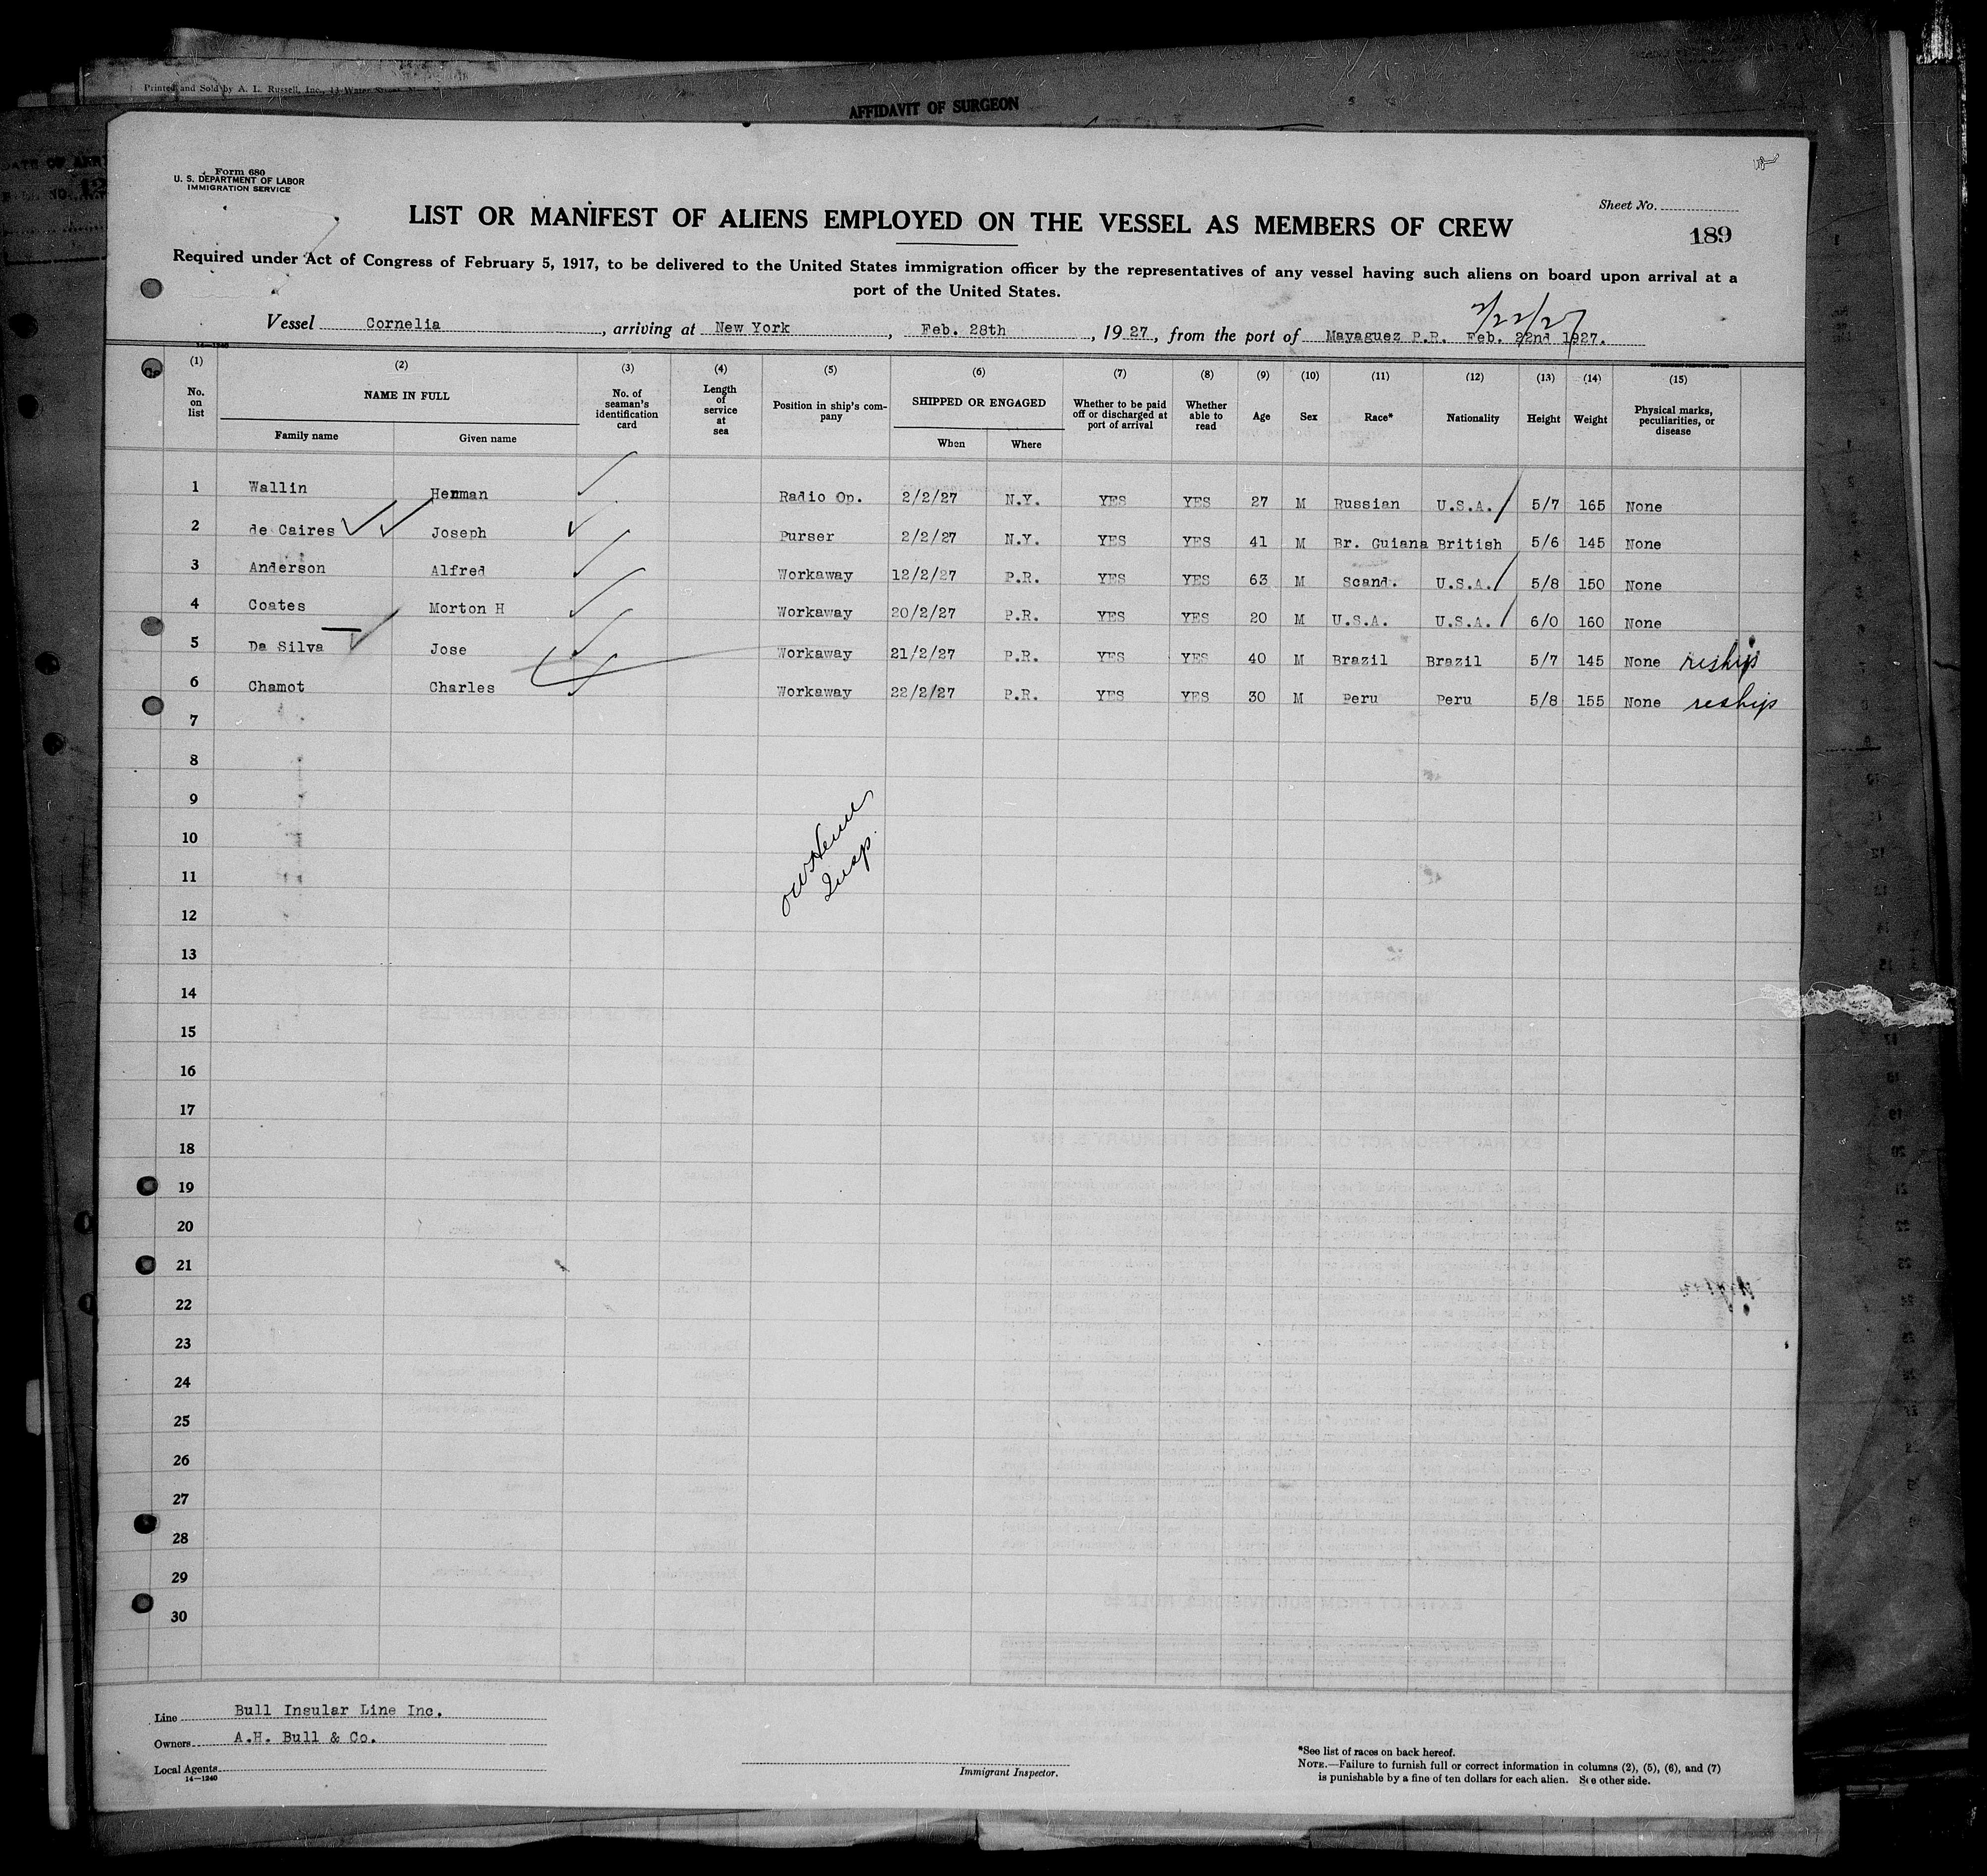 Printed and Sold by A. L. Russell, Inc.,
AFFIDAVIT OF SURGEON
Form 680
U. S. DEPARTMENT OF LABOR
IMMIGRATION SERVICE
Sheet No.
LIST OR MANIFEST OF ALIENS EMPLOYED ON THE VESSEL AS MEMBERS OF CREW
189
Required under Act of Congress of February 5, 1917, to be delivered to the United States immigration officer by the representatives of any vessel having such aliens on board upon arrival at a
port of the United States.
2/22/27
Vessel Cornelia, arriving at New York, Feb. 28th, 1927, from the port of Mayaguez P.R. Feb. 22nd 1927.
(1) (2) (3) (4) (5) (6) (7) (8) (9) (10) (11) (12) (13) (14) (15)
No. on list
NAME IN FULL
Family name Given name
No. of seaman's identification card
Length of service at sea
Position in ship's company
SHIPPED OR ENGAGED
When Where
Whether to be paid off or discharged at port of arrival
Whether able to read
Age
Sex
Race*
Nationality
Height
Weight
Physical marks, peculiarities, or disease
1 Wallin Herman Radio Op. 2/2/27 N.Y. YES YES 27 M Russian U.S.A. 5/7 165 None
2 de Caires Joseph Purser 2/2/27 N.Y. YES YES 41 M Br. Guiana British 5/6 145 None
3 Anderson Alfred Workaway 12/2/27 P.R. YES YES 63 M Scand. U.S.A. 5/8 150 None
4 Coates Morton H Workaway 20/2/27 P.R. YES YES 20 M U.S.A. U.S.A. 6/0 160 None
5 Da Silva Jose Workaway 21/2/27 P.R. YES YES 40 M Brazil Brazil 5/7 145 None reship
6 Chamot Charles Workaway 22/2/27 P.R. YES YES 30 M Peru Peru 5/8 155 None reship
7
8
9
10
11
12
13
14
15
16
17
18
19
20
21
22
23
24
25
26
27
28
29
30
Insp.
Line Bull Insular Line Inc.
Owners A.H. Bull & Co.
Local Agents
14—1240
Immigrant Inspector.
*See list of races on back hereof.
NOTE.—Failure to furnish full or correct information in columns (2), (5), (6), and (7)
is punishable by a fine of ten dollars for each alien. See other side.